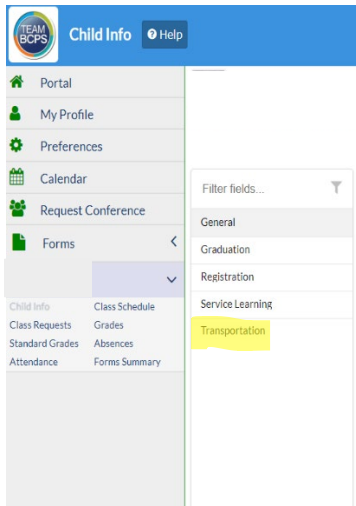 TEAM
BCPS
Child Info
Help
Portal
My Profile
Preferences
Calendar
Request Conference
Forms
Child Info Class Schedule
Class Requests Grades
Standard Grades Absences
Attendance Forms Summary
Filter fields...
General
Graduation
Registration
Service Learning
Transportation